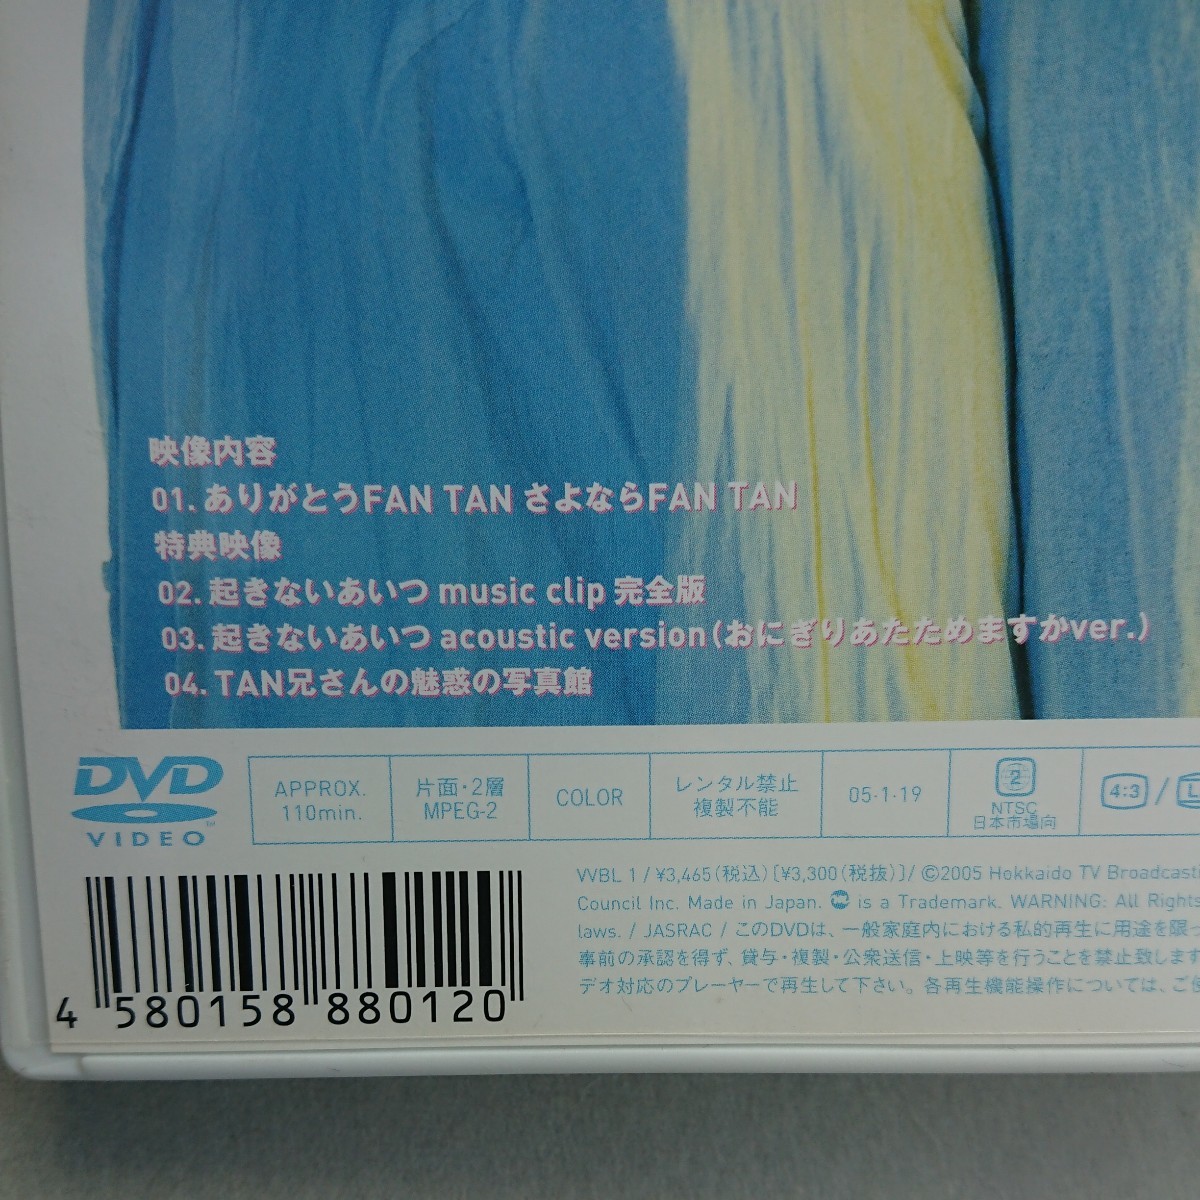 映像内容
01. ありがとうFAN TAN さよならFAN TAN
特典映像
02. 起きないあいつ music clip 完全版
03. 起きないあいつ acoustic version(おにぎりあたためますかver.)
04. TAN兄さんの魅惑の写真館
DVD
VIDEO
TM
APPROX.
110min.
片面・2層
MPEG-2
COLOR
レンタル禁止
複製不能
05・1・19
2
NTSC
日本市場向
4:3 / L
VVBL 1 / ¥3,465(税込)[¥3,300(税抜)]/ ©2005 Hokkaido TV Broadcasti
Council Inc. Made in Japan. is a Trademark. WARNING: All Rights
laws. / JASRAC / このDVDは、一般家庭内における私的再生に用途を限っ
事前の承認を得ず、貸与・複製・公衆送信・上映等を行うことを禁止致します
デオ対応のプレーヤーで再生して下さい。各再生機能操作については、ご使
4 580158 880120